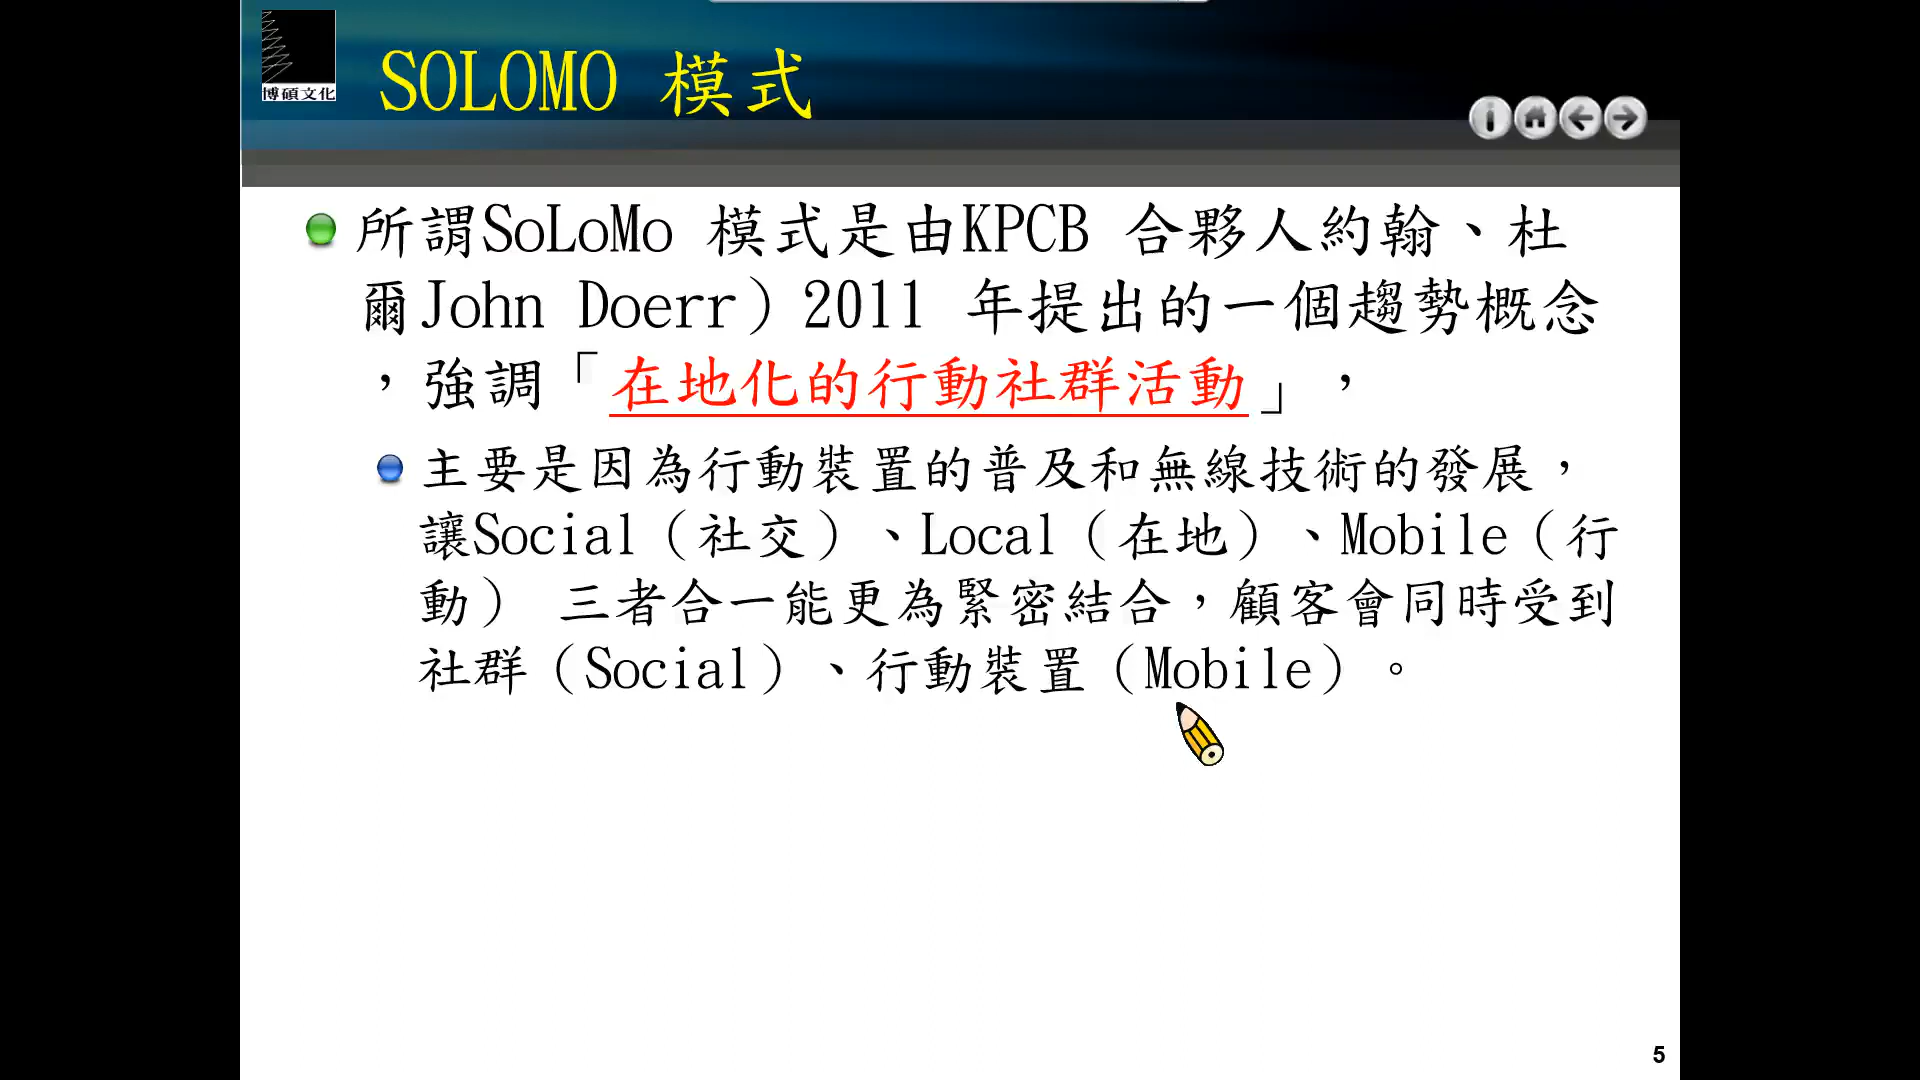 博碩文化
SOLOMO 模式
所謂SoLoMo 模式是由KPCB 合夥人約翰、杜
爾John Doerr）2011 年提出的一個趨勢概念
，強調「在地化的行動社群活動」，
主要是因為行動裝置的普及和無線技術的發展，
讓Social（社交）、Local（在地）、Mobile（行
動） 三者合一能更為緊密結合，顧客會同時受到
社群（Social）、行動裝置（Mobile）。
5